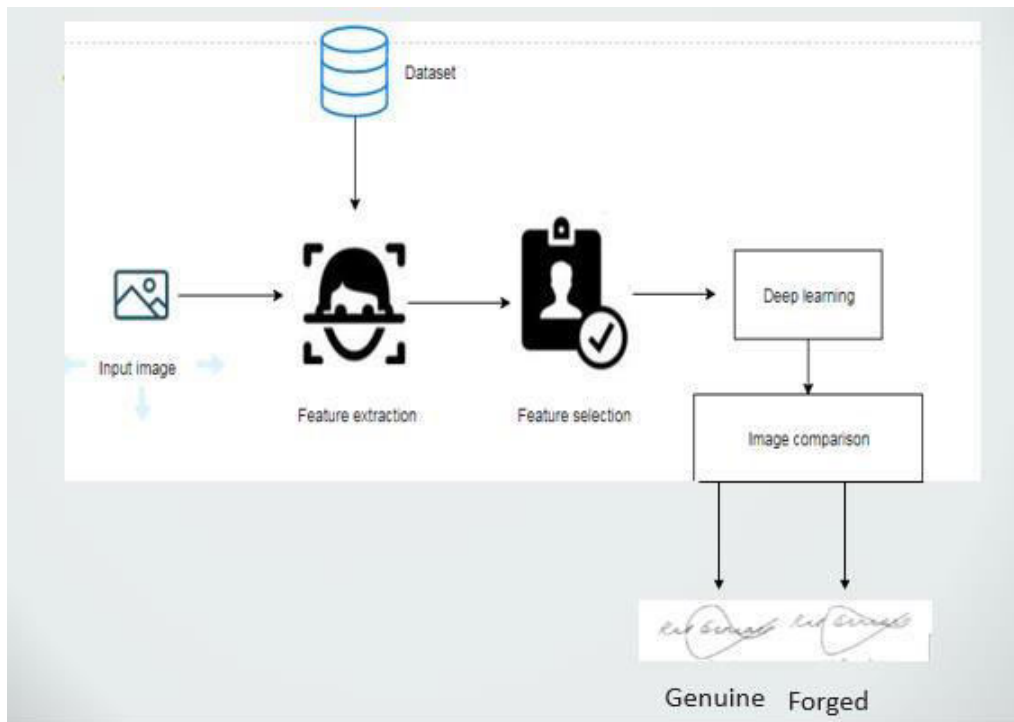 Dataset
Input image
Feature extraction
Feature selection
Deep learning
Image comparison
Genuine Forged